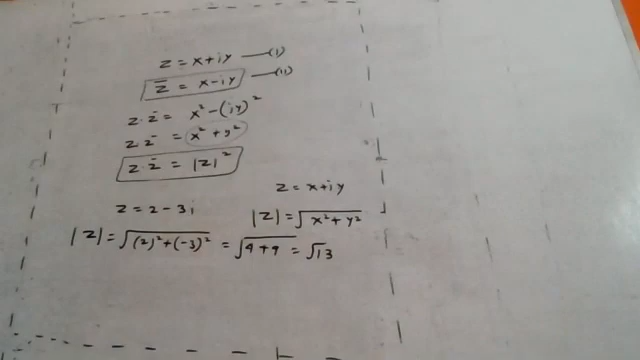 z = x+iy —(i)
z̄ = x-iy —(ii)
z·z̄ = x² - (iy)²
z·z̄ = x² + y²
z·z̄ = |z|²
z = x+iy
z = 2-3i
|z| = √x²+y²
|z| = √(2)²+(-3)² = √4+9 = √13